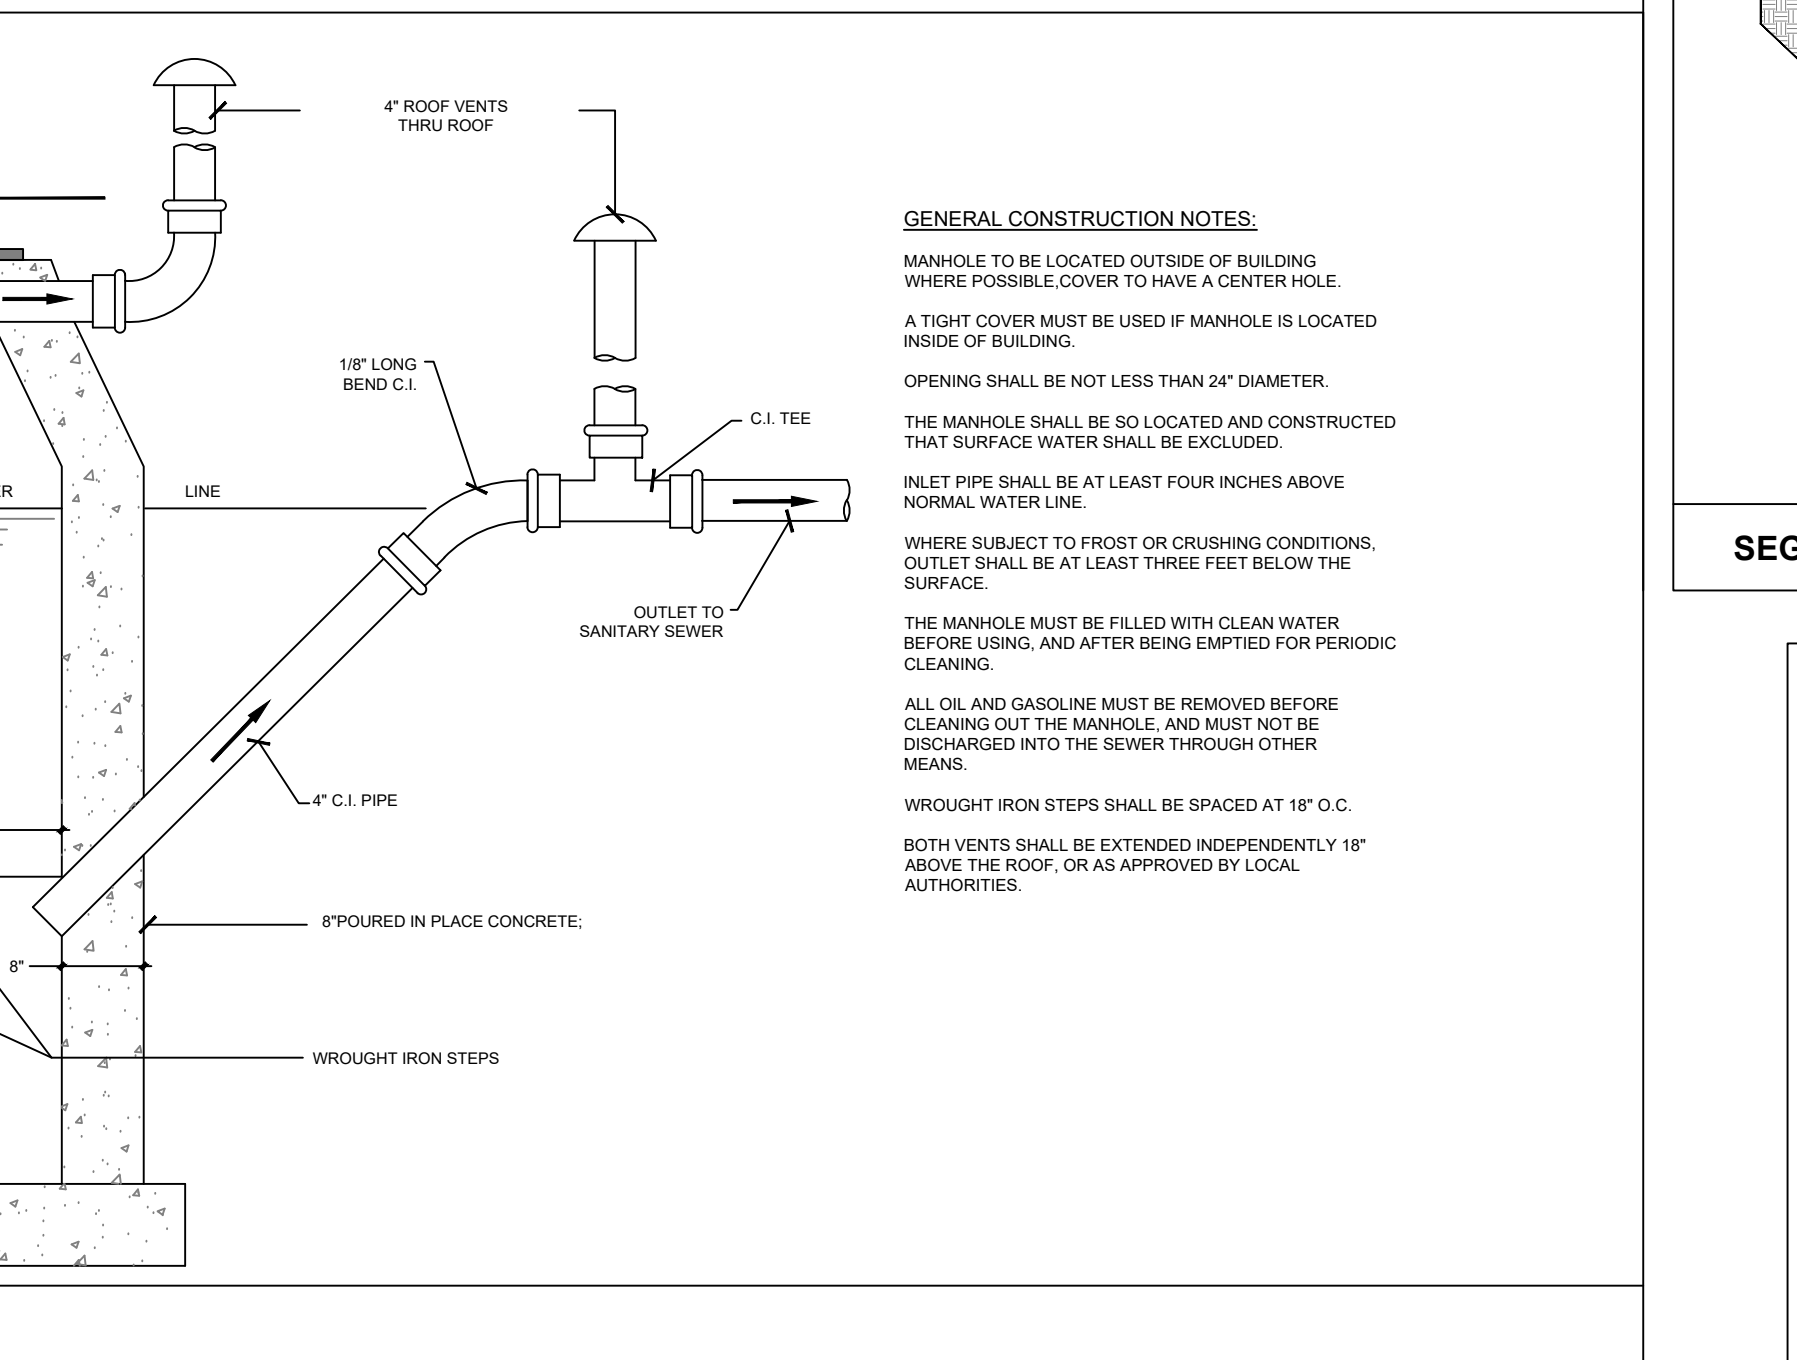 4" ROOF VENTS
THRU ROOF
GENERAL CONSTRUCTION NOTES:
MANHOLE TO BE LOCATED OUTSIDE OF BUILDING
WHERE POSSIBLE,COVER TO HAVE A CENTER HOLE.
A TIGHT COVER MUST BE USED IF MANHOLE IS LOCATED
INSIDE OF BUILDING.
OPENING SHALL BE NOT LESS THAN 24" DIAMETER.
THE MANHOLE SHALL BE SO LOCATED AND CONSTRUCTED
THAT SURFACE WATER SHALL BE EXCLUDED.
INLET PIPE SHALL BE AT LEAST FOUR INCHES ABOVE
NORMAL WATER LINE.
WHERE SUBJECT TO FROST OR CRUSHING CONDITIONS,
OUTLET SHALL BE AT LEAST THREE FEET BELOW THE
SURFACE.
THE MANHOLE MUST BE FILLED WITH CLEAN WATER
BEFORE USING, AND AFTER BEING EMPTIED FOR PERIODIC
CLEANING.
ALL OIL AND GASOLINE MUST BE REMOVED BEFORE
CLEANING OUT THE MANHOLE, AND MUST NOT BE
DISCHARGED INTO THE SEWER THROUGH OTHER
MEANS.
WROUGHT IRON STEPS SHALL BE SPACED AT 18" O.C.
BOTH VENTS SHALL BE EXTENDED INDEPENDENTLY 18"
ABOVE THE ROOF, OR AS APPROVED BY LOCAL
AUTHORITIES.
1/8" LONG
BEND C.I.
C.I. TEE
ER LINE
SEG
OUTLET TO
SANITARY SEWER
4" C.I. PIPE
8"POURED IN PLACE CONCRETE;
8"
WROUGHT IRON STEPS